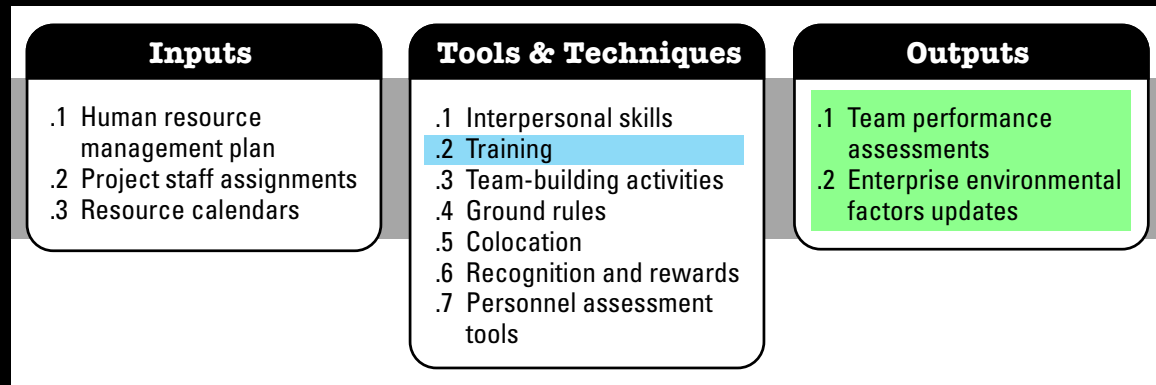 Inputs
.1 Human resource
management plan
.2 Project staff assignments
.3 Resource calendars
Tools & Techniques
.1 Interpersonal skills
.2 Training
.3 Team-building activities
.4 Ground rules
.5 Colocation
.6 Recognition and rewards
.7 Personnel assessment
tools
Outputs
.1 Team performance
assessments
.2 Enterprise environmental
factors updates